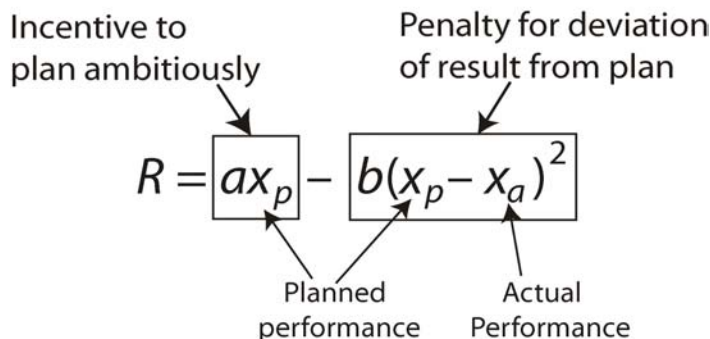 Incentive to
plan ambitiously
Penalty for deviation
of result from plan
R = ax_p − b(x_p − x_a)^2
Planned
performance
Actual
Performance